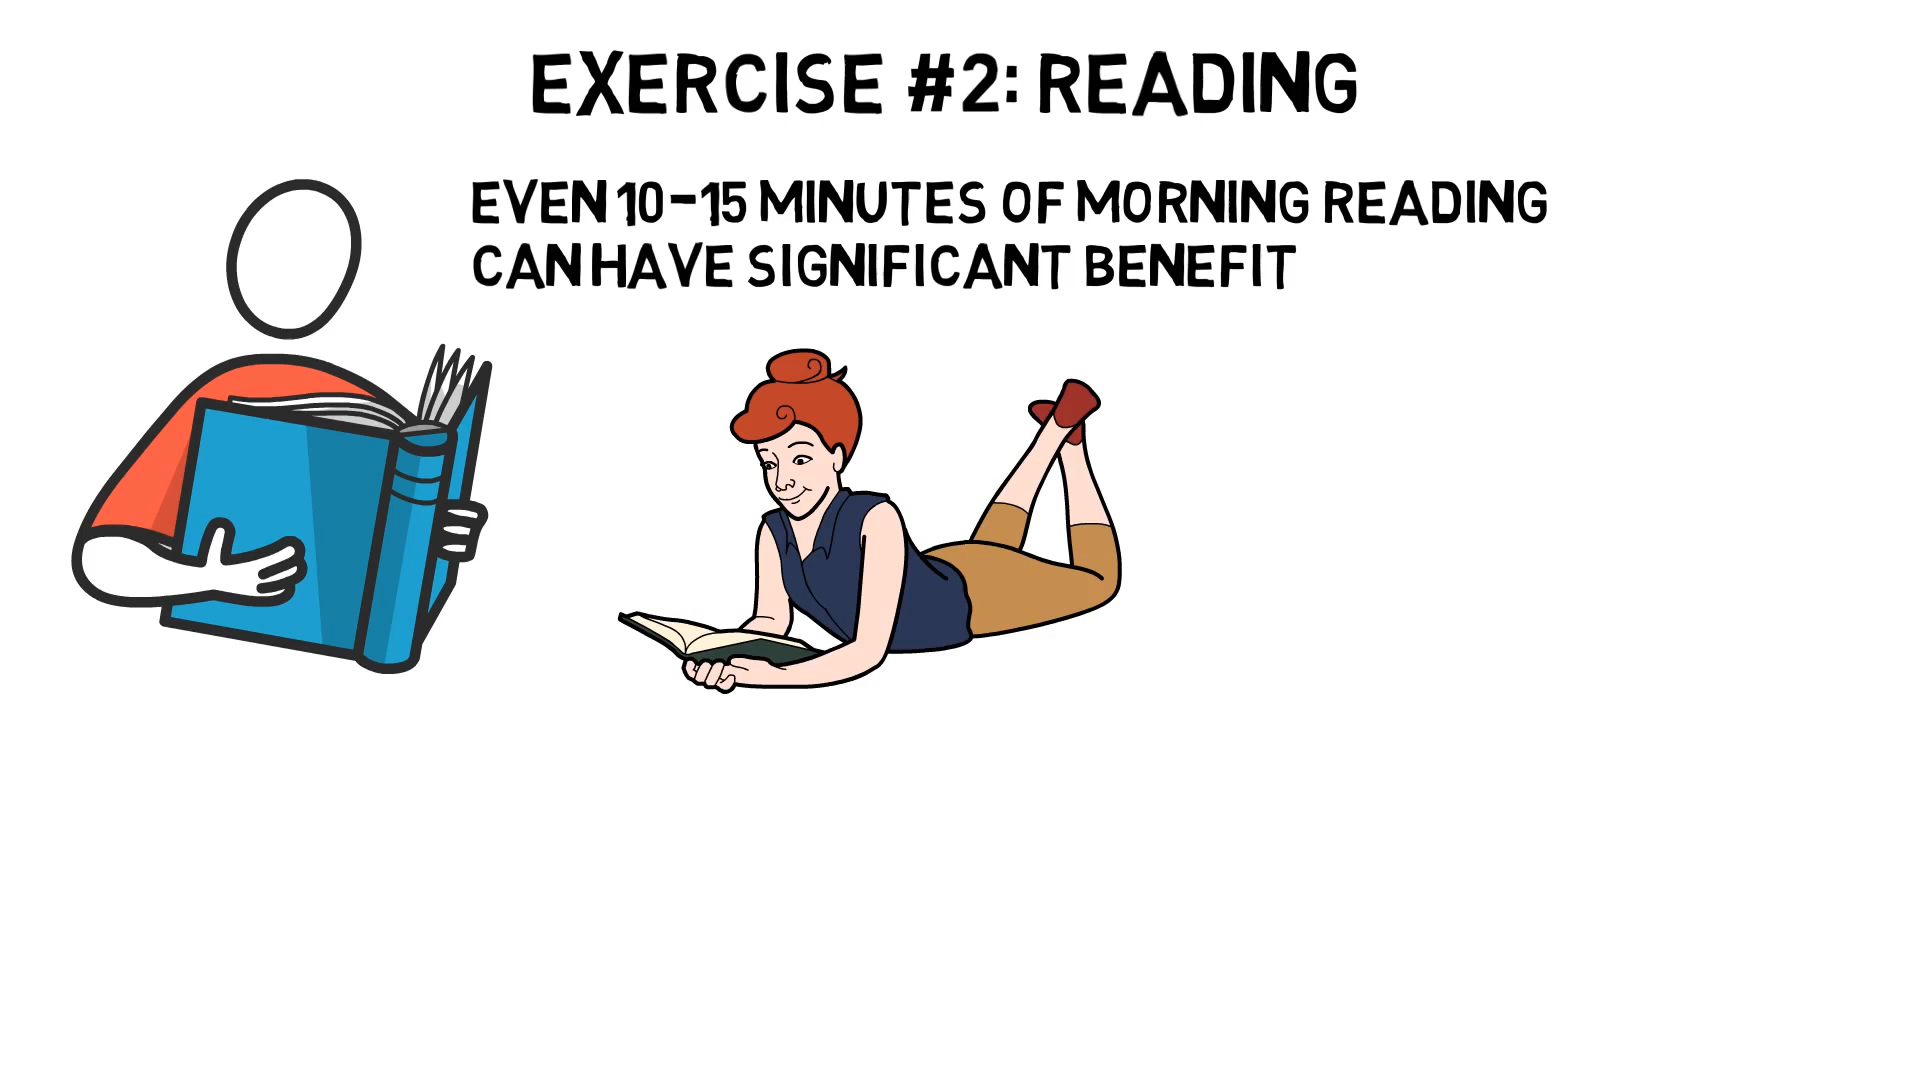 EXERCISE #2: READING
EVEN 10-15 MINUTES OF MORNING READING
CAN HAVE SIGNIFICANT BENEFIT